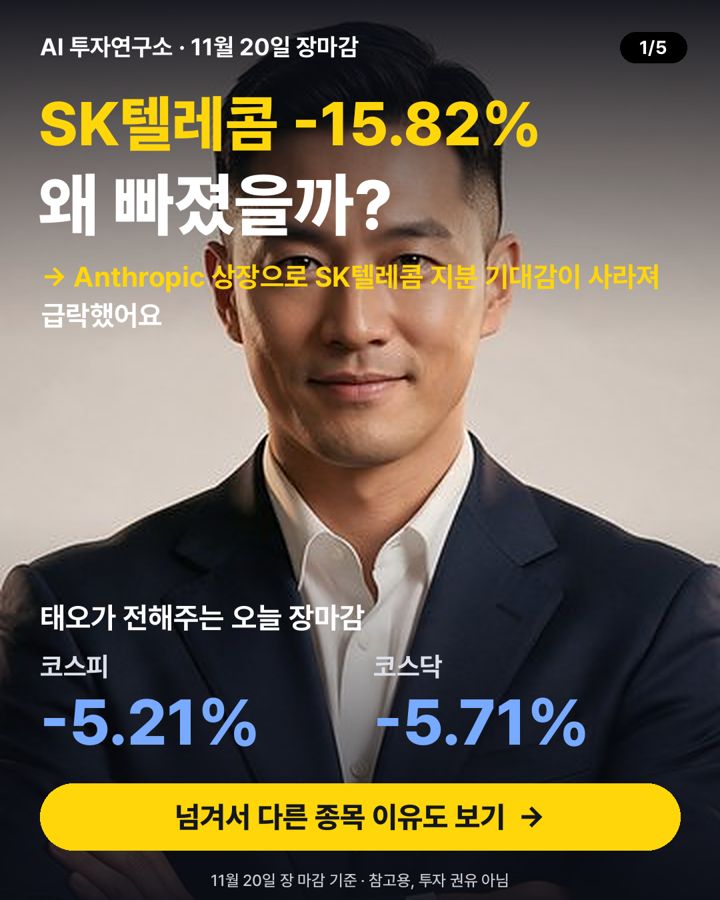 AI 투자연구소 · 11월 20일 장마감
1/5
SK텔레콤 -15.82%
왜 빠졌을까?
→ Anthropic 상장으로 SK텔레콤 지분 기대감이 사라져
급락했어요
태오가 전해주는 오늘 장마감
코스피 코스닥
-5.21% -5.71%
넘겨서 다른 종목 이유도 보기 →
11월 20일 장 마감 기준 · 참고용, 투자 권유 아님